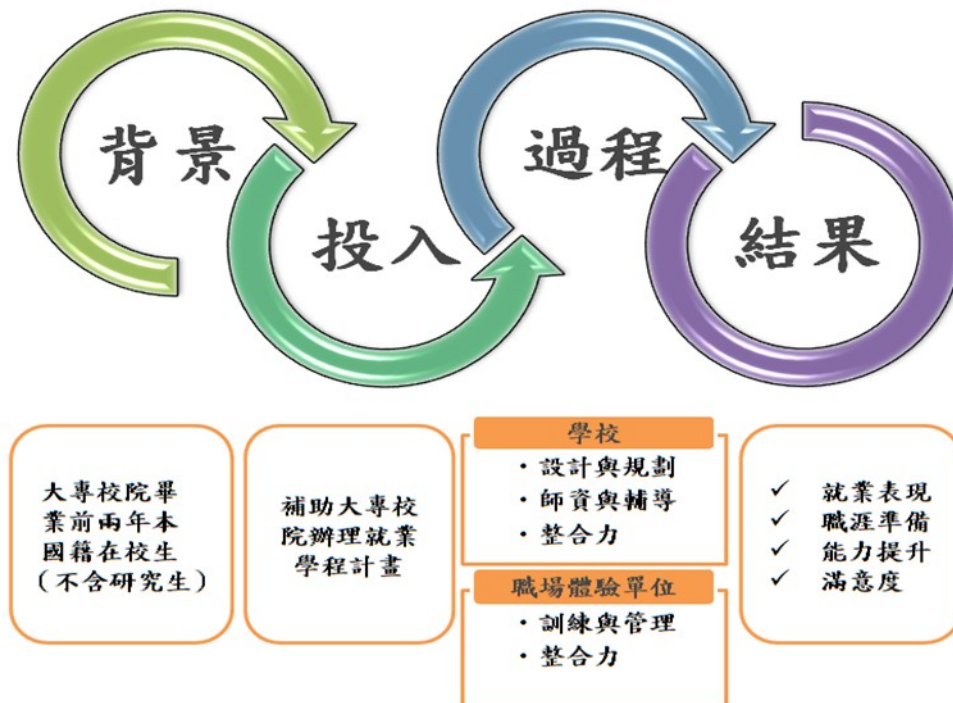 背景
投入
過程
結果
大專校院畢
業前兩年本
國籍在校生
(不含研究生)
補助大專校
院辦理就業
學程計畫
學校
・設計與規劃
・師資與輔導
・整合力
職場體驗單位
・訓練與管理
・整合力
✓ 就業表現
✓ 職涯準備
✓ 能力提升
✓ 滿意度